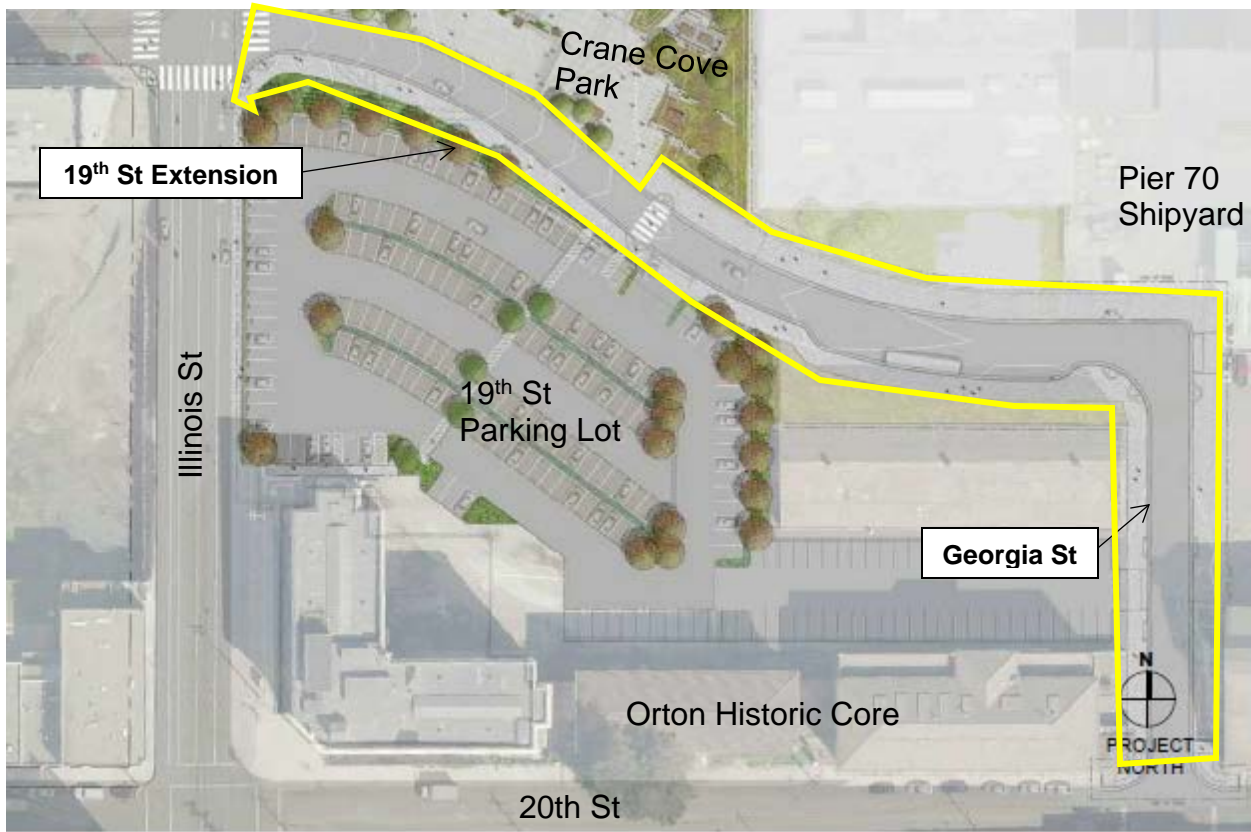 Crane Cove
Park
19th St Extension
Pier 70
Shipyard
Illinois St
19th St
Parking Lot
Georgia St
Orton Historic Core
N
PROJECT
NORTH
20th St